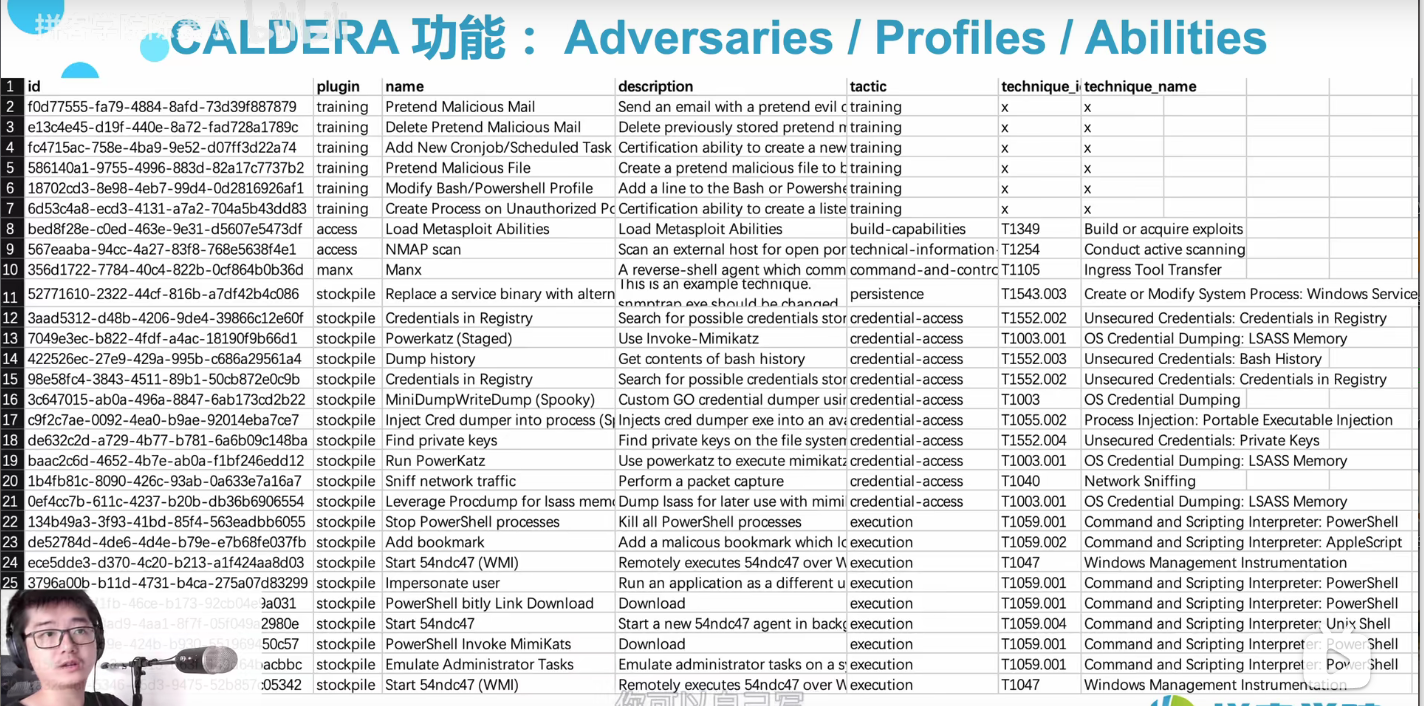 CALDERA 功能： Adversaries / Profiles / Abilities
1 id plugin name description tactic technique_i technique_name
2 f0d77555-fa79-4884-8afd-73d39f887879 training Pretend Malicious Mail Send an email with a pretend evil c training x x
3 e13c4e45-d19f-440e-8a72-fad728a1789c training Delete Pretend Malicious Mail Delete previously stored pretend m training x x
4 fc4715ac-758e-4ba9-9e52-d07ff3d22a74 training Add New Cronjob/Scheduled Task Certification ability to create a new training x x
5 586140a1-9755-4996-883d-82a17c7737b2 training Pretend Malicious File Create a pretend malicious file to b training x x
6 18702cd3-8e98-4eb7-99d4-0d2816926af1 training Modify Bash/Powershell Profile Add a line to the Bash or Powershe training x x
7 6d53c4a8-ecd3-4131-a7a2-704a5b43dd83 training Create Process on Unauthorized Po Certification ability to create a liste training x x
8 bed8f28e-c0ed-463e-9e31-d5607e5473df access Load Metasploit Abilities Load Metasploit Abilities build-capabilities T1349 Build or acquire exploits
9 567eaaba-94cc-4a27-83f8-768e5638f4e1 access NMAP scan Scan an external host for open por technical-information- T1254 Conduct active scanning
10 356d1722-7784-40c4-822b-0cf864b0b36d manx Manx A reverse-shell agent which comm command-and-contro T1105 Ingress Tool Transfer
This is an example technique.
11 52771610-2322-44cf-816b-a7df42b4c086 stockpile Replace a service binary with altern snmptrap.exe should be changed persistence T1543.003 Create or Modify System Process: Windows Service
12 3aad5312-d48b-4206-9de4-39866c12e60f stockpile Credentials in Registry Search for possible credentials stor credential-access T1552.002 Unsecured Credentials: Credentials in Registry
13 7049e3ec-b822-4fdf-a4ac-18190f9b66d1 stockpile Powerkatz (Staged) Use Invoke-Mimikatz credential-access T1003.001 OS Credential Dumping: LSASS Memory
14 422526ec-27e9-429a-995b-c686a29561a4 stockpile Dump history Get contents of bash history credential-access T1552.003 Unsecured Credentials: Bash History
15 98e58fc4-3843-4511-89b1-50cb872e0c9b stockpile Credentials in Registry Search for possible credentials stor credential-access T1552.002 Unsecured Credentials: Credentials in Registry
16 3c647015-ab0a-496a-8847-6ab173cd2b22 stockpile MiniDumpWriteDump (Spooky) Custom GO credential dumper usin credential-access T1003 OS Credential Dumping
17 c9f2c7ae-0092-4ea0-b9ae-92014eba7ce7 stockpile Inject Cred dumper into process (Sp Injects cred dumper exe into an ava credential-access T1055.002 Process Injection: Portable Executable Injection
18 de632c2d-a729-4b77-b781-6a6b09c148ba stockpile Find private keys Find private keys on the file system credential-access T1552.004 Unsecured Credentials: Private Keys
19 baac2c6d-4652-4b7e-ab0a-f1bf246edd12 stockpile Run PowerKatz Use powerkatz to execute mimikatz credential-access T1003.001 OS Credential Dumping: LSASS Memory
20 1b4fb81c-8090-426c-93ab-0a633e7a16a7 stockpile Sniff network traffic Perform a packet capture credential-access T1040 Network Sniffing
21 0ef4cc7b-611c-4237-b20b-db36b6906554 stockpile Leverage Procdump for lsass memo Dump lsass for later use with mimi credential-access T1003.001 OS Credential Dumping: LSASS Memory
22 134b49a3-3f93-41bd-85f4-563eadbb6055 stockpile Stop PowerShell processes Kill all PowerShell processes execution T1059.001 Command and Scripting Interpreter: PowerShell
23 de52784d-4de6-4d4e-b79e-e7b68fe037fb stockpile Add bookmark Add a malicous bookmark which lo execution T1059.002 Command and Scripting Interpreter: AppleScript
24 ece5dde3-d370-4c20-b213-a1f424aa8d03 stockpile Start 54ndc47 (WMI) Remotely executes 54ndc47 over W execution T1047 Windows Management Instrumentation
25 3796a00b-b11d-4731-b4ca-275a07d83299 stockpile Impersonate user Run an application as a different u execution T1059.001 Command and Scripting Interpreter: PowerShell
9a031 stockpile PowerShell bitly Link Download Download execution T1059.001 Command and Scripting Interpreter: PowerShell
2980e stockpile Start 54ndc47 Start a new 54ndc47 agent in backg execution T1059.004 Command and Scripting Interpreter: Unix Shell
50c57 stockpile PowerShell Invoke MimiKats Download execution T1059.001 Command and Scripting Interpreter: PowerShell
acbbc stockpile Emulate Administrator Tasks Emulate administrator tasks on a s execution T1059.001 Command and Scripting Interpreter: PowerShell
05342 stockpile Start 54ndc47 (WMI) Remotely executes 54ndc47 over W execution T1047 Windows Management Instrumentation
你可以自己写